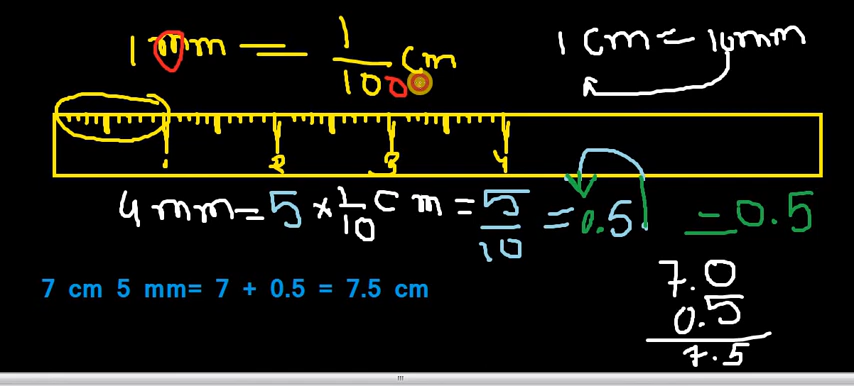 1 mm = 1/100 cm
1 cm = 10mm
1 2 3 4
4 mm = 5 × 1/10 cm = 5/10 = 0.5 = 0.5
7 cm 5 mm= 7 + 0.5 = 7.5 cm
7.0
0.5
7.5